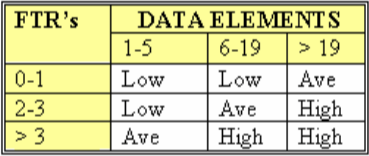 FTR's DATA ELEMENTS
1-5 6-19 > 19
0-1 Low Low Ave
2-3 Low Ave High
> 3 Ave High High